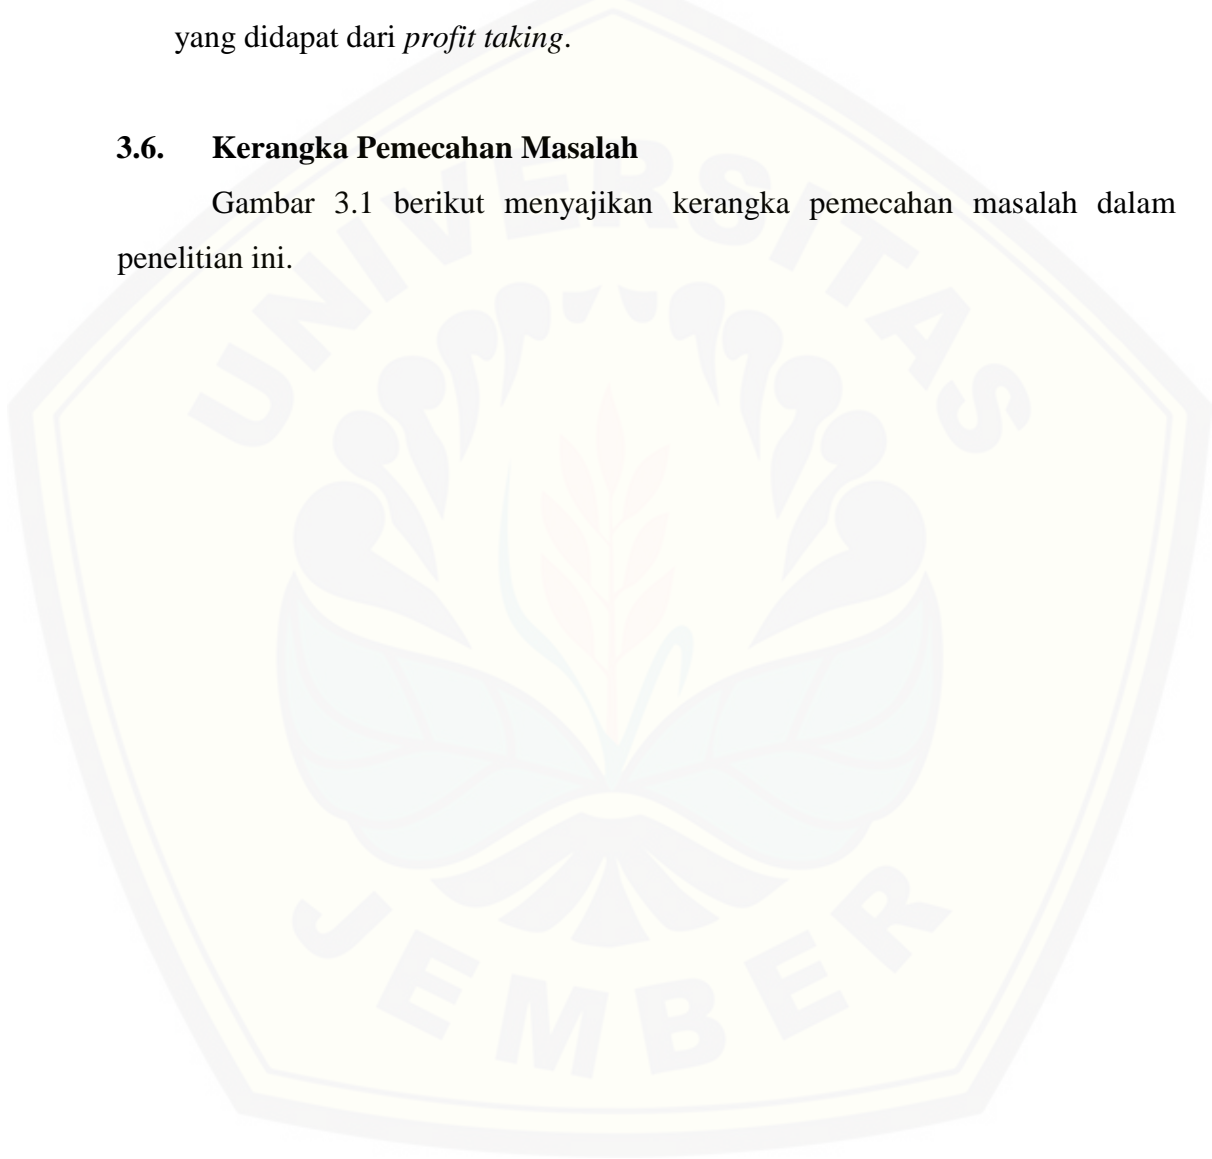 yang didapat dari profit taking.
3.6. Kerangka Pemecahan Masalah
Gambar 3.1 berikut menyajikan kerangka pemecahan masalah dalam
penelitian ini.
UNIVERSITAS
JEMBER